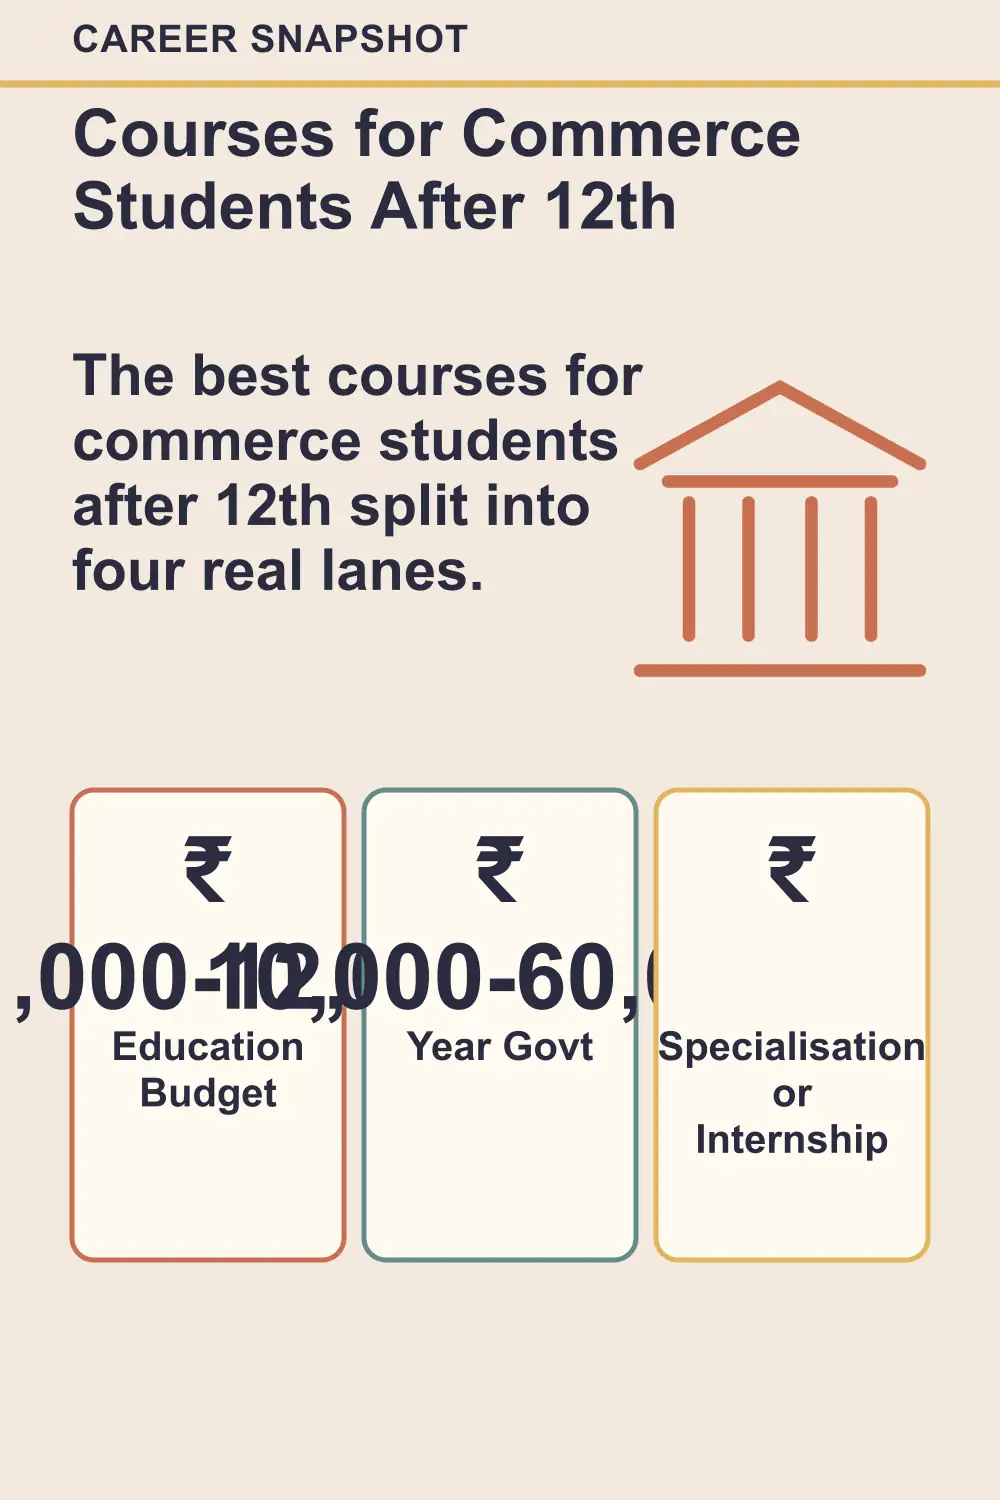 CAREER SNAPSHOT
Courses for Commerce
Students After 12th
The best courses for
commerce students
after 12th split into
four real lanes.
₹
₹
₹
Education
Budget
Year Govt
Specialisation
or
Internship